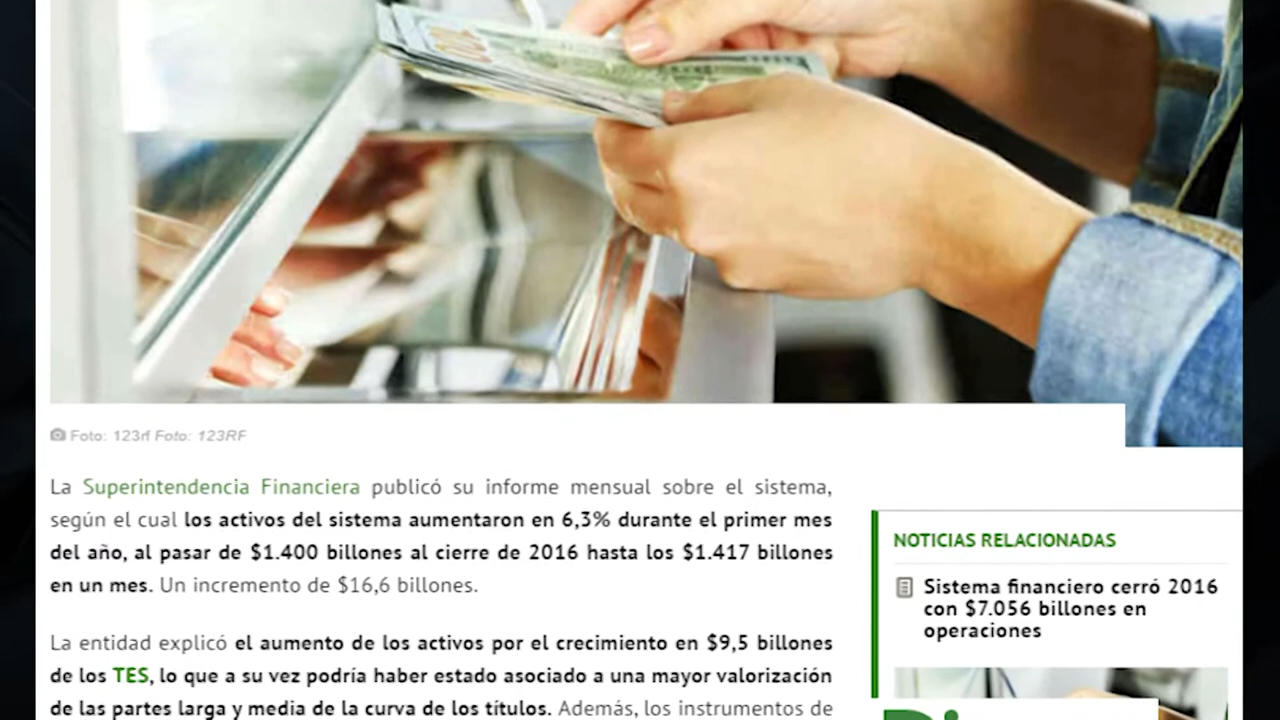 Foto: 123rf Foto: 123RF
La Superintendencia Financiera publicó su informe mensual sobre el sistema,
según el cual los activos del sistema aumentaron en 6,3% durante el primer mes
del año, al pasar de $1.400 billones al cierre de 2016 hasta los $1.417 billones
en un mes. Un incremento de $16,6 billones.
La entidad explicó el aumento de los activos por el crecimiento en $9,5 billones
de los TES, lo que a su vez podría haber estado asociado a una mayor valorización
de las partes larga y media de la curva de los títulos. Además, los instrumentos de
NOTICIAS RELACIONADAS
Sistema financiero cerró 2016
con $7.056 billones en
operaciones